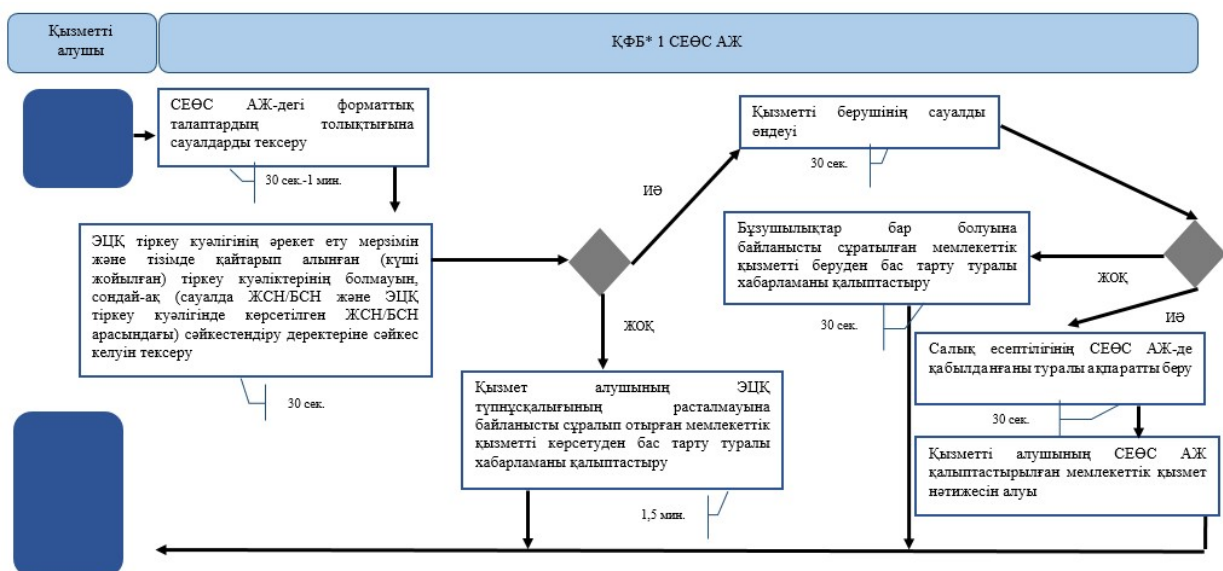 Қызметті
алушы
ҚФБ* 1 СЕӨС АЖ
СЕӨС АЖ-дегі форматтық
талаптардың толықтығына
сауалдарды тексеру
30 сек.-1 мин.
ЭЦҚ тіркеу куәлігінің әрекет ету мерзімін
және тізімде қайтарып алынған (күші
жойылған) тіркеу куәліктерінің болмауын,
сондай-ақ (сауалда ЖСН/БСН және ЭЦҚ
тіркеу куәлігінде көрсетілген ЖСН/БСН
арасындағы) сәйкестендіру деректеріне сәйкес
келуін тексеру
30 сек.
ИӘ
ЖОҚ
Қызмет алушының ЭЦҚ
түпнұсқалығының расталмауына
байланысты сұралып отырған мемлекеттік
қызметті көрсетуден бас тарту туралы
хабарламаны қалыптастыру
1,5 мин.
Қызметті берушінің сауалды
өңдеуі
30 сек.
Бұзушылықтар бар болуына
байланысты сұратылған мемлекеттік
қызметті беруден бас тарту туралы
хабарламаны қалыптастыру
30 сек.
ЖОҚ
ИӘ
Салық есептілігінің СЕӨС АЖ-де
қабылданғаны туралы ақпаратты беру
30 сек.
Қызметті алушының СЕӨС АЖ
қалыптастырылған мемлекеттік қызмет
нәтижесін алуы